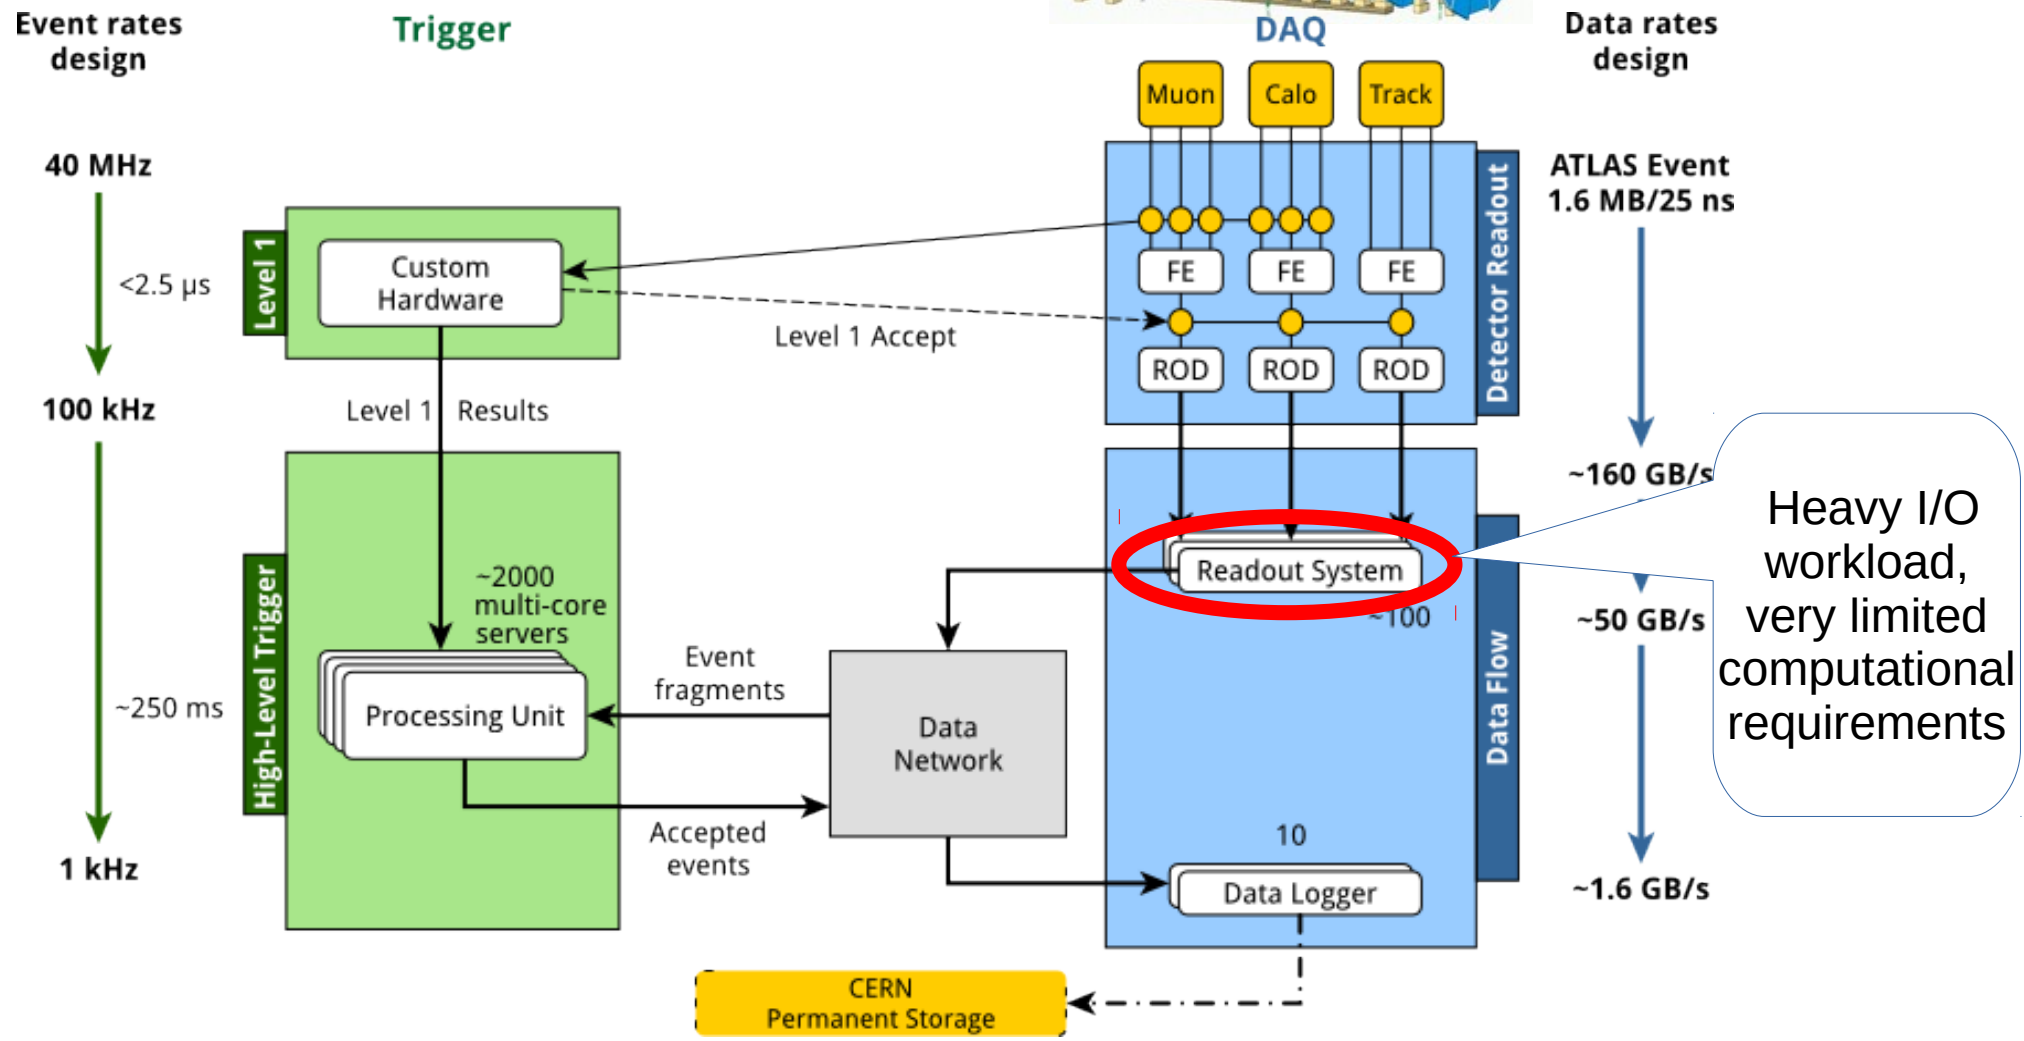 Event rates
design
Trigger
DAQ
Data rates
design
Muon
Calo
Track
40 MHz
ATLAS Event
1.6 MB/25 ns
Level 1
<2.5 μs
Custom
Hardware
FE
FE
FE
Level 1 Accept
ROD
ROD
ROD
Detector Readout
100 kHz
Level 1 Results
~160 GB/s
Heavy I/O
workload,
very limited
computational
requirements
Readout System
~100
~50 GB/s
~2000
multi-core
servers
High-Level Trigger
~250 ms
Processing Unit
Event
fragments
Data
Network
Data Flow
Accepted
events
10
1 kHz
Data Logger
~1.6 GB/s
CERN
Permanent Storage